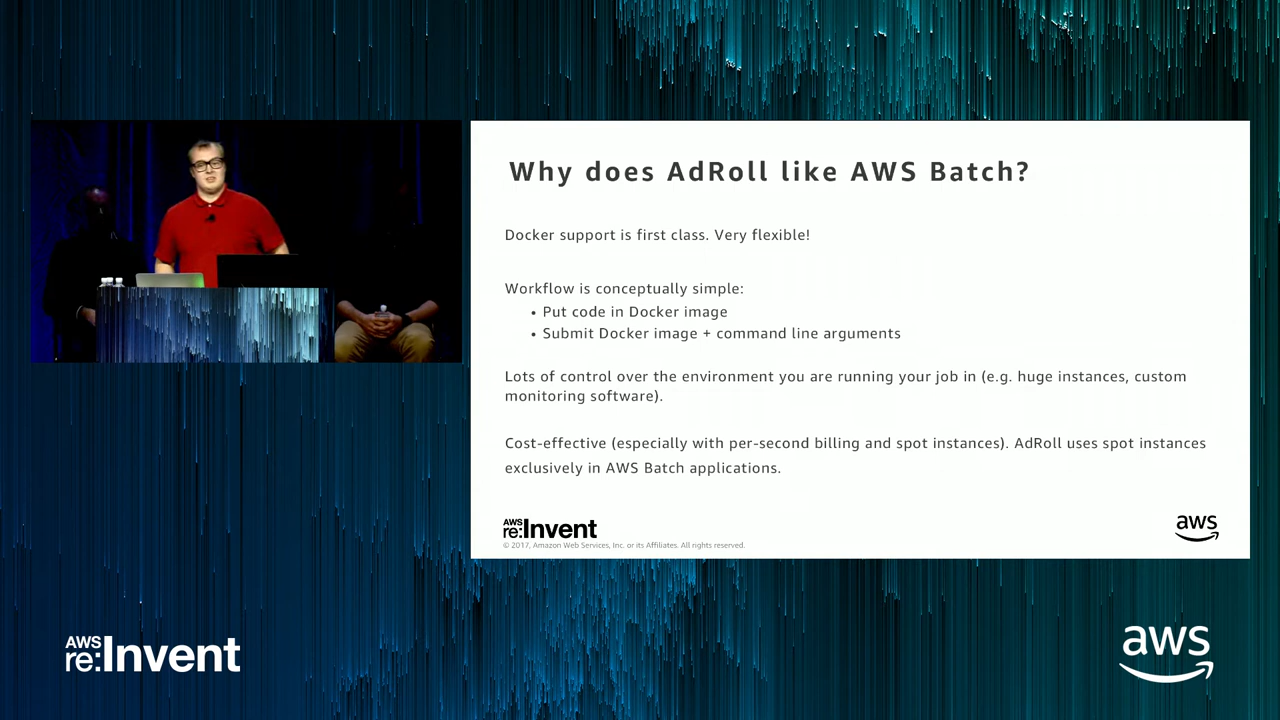 Why does AdRoll like AWS Batch?
Docker support is first class. Very flexible!
Workflow is conceptually simple:
• Put code in Docker image
• Submit Docker image + command line arguments
Lots of control over the environment you are running your job in (e.g. huge instances, custom
monitoring software).
Cost-effective (especially with per-second billing and spot instances). AdRoll uses spot instances
exclusively in AWS Batch applications.
AWS
re:Invent
© 2017, Amazon Web Services, Inc. or its Affiliates. All rights reserved.
aws
AWS
re:Invent
aws